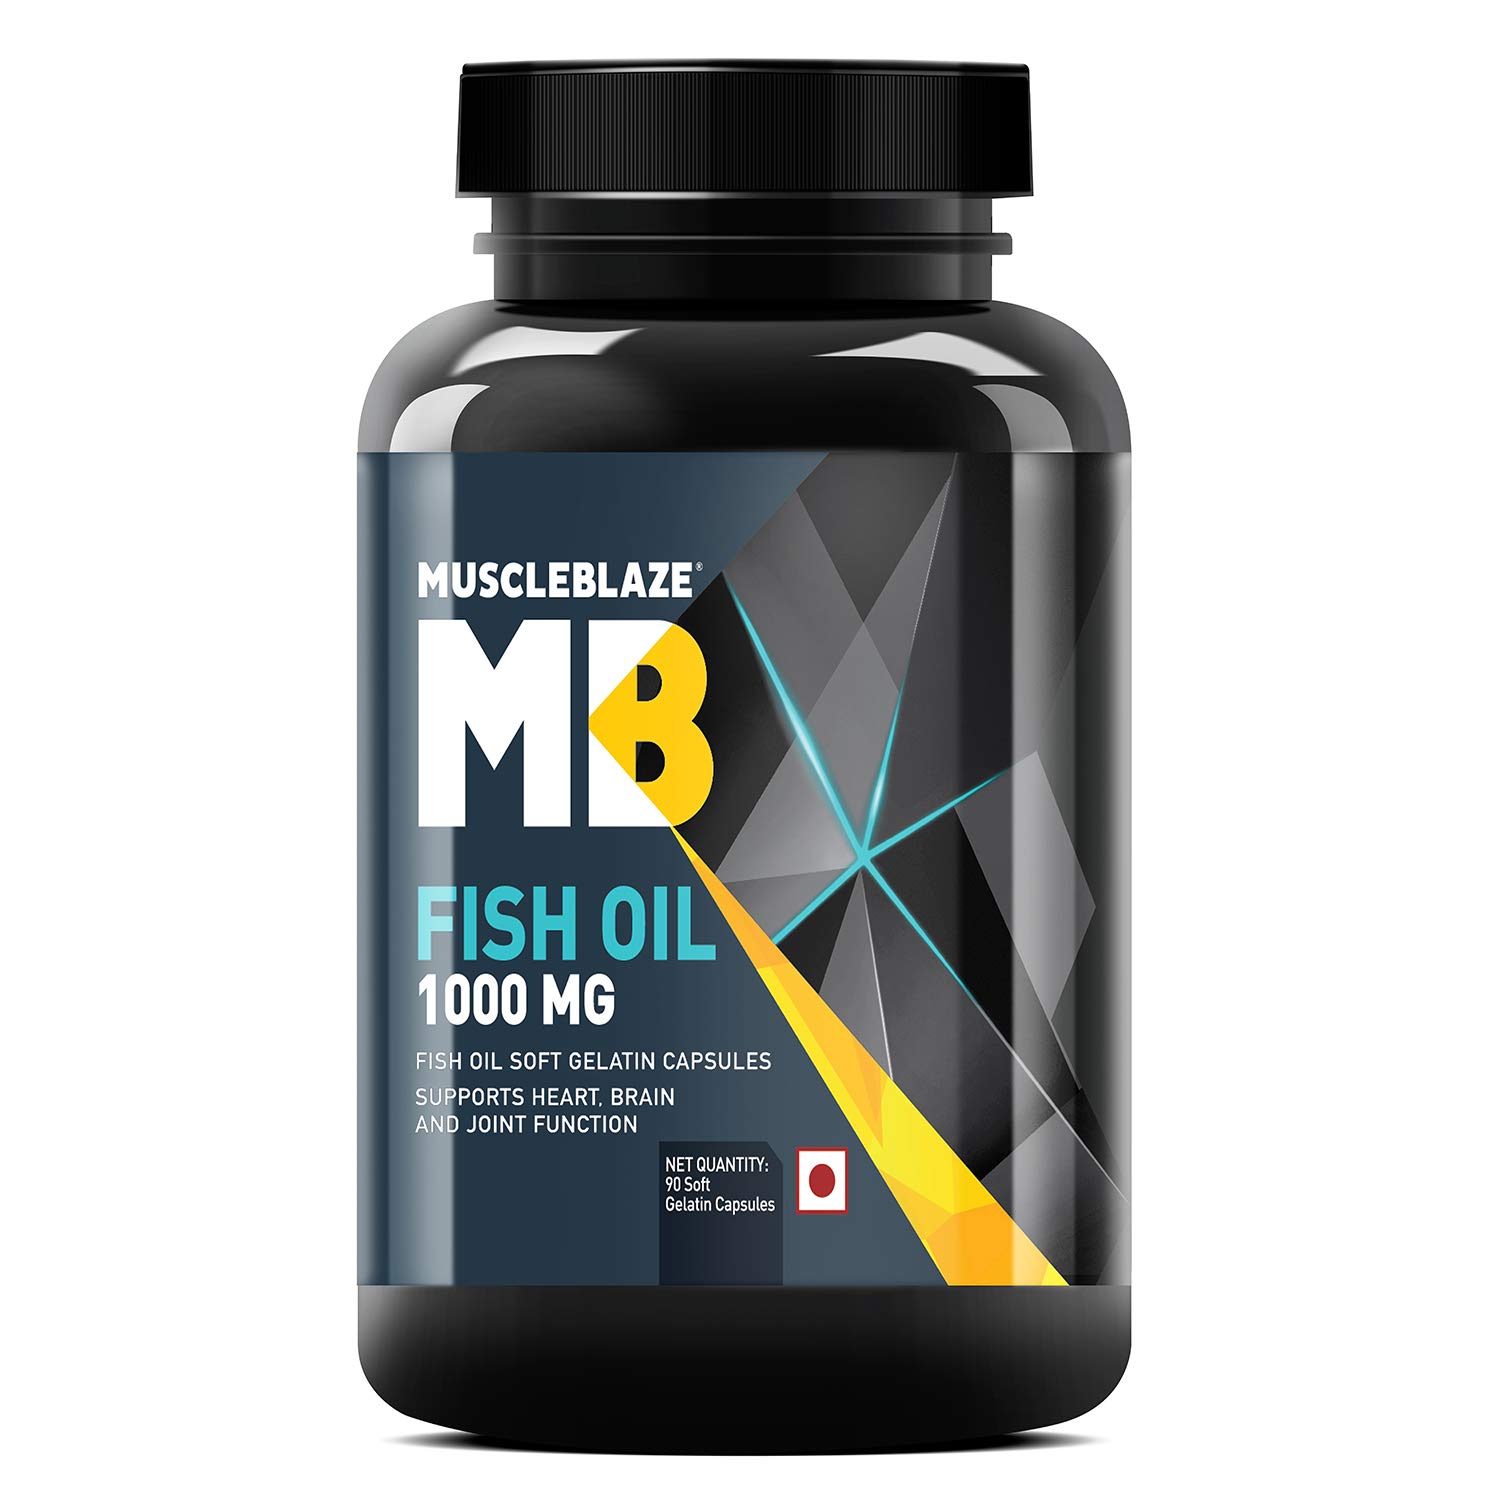 MUSCLEBLAZE®
MB
FISH OIL
1000 MG
FISH OIL SOFT GELATIN CAPSULES
SUPPORTS HEART, BRAIN
AND JOINT FUNCTION
NET QUANTITY:
90 Soft
Gelatin Capsules